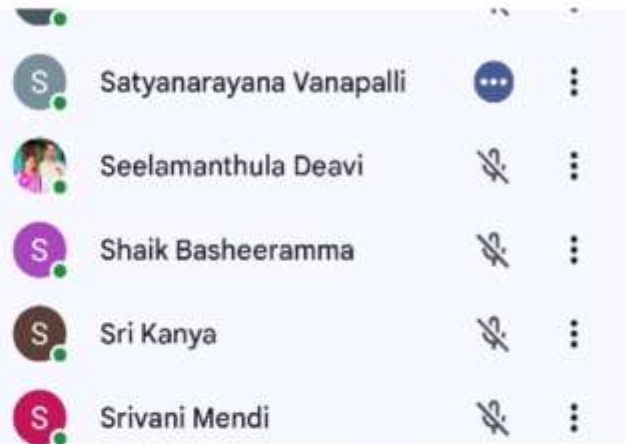 S Satyanarayana Vanapalli
Seelamanthula Deavi
S Shaik Basheeramma
S Sri Kanya
S Srivani Mendi